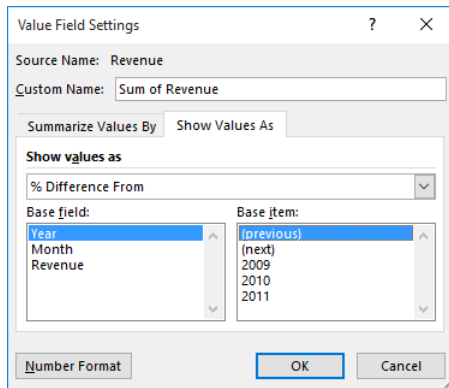 Value Field Settings ?
Source Name: Revenue
Custom Name: Sum of Revenue
Summarize Values By Show Values As
Show values as
% Difference From
Base field: Base item:
Year (previous)
Month (next)
Revenue 2009
2010
2011
Number Format OK Cancel